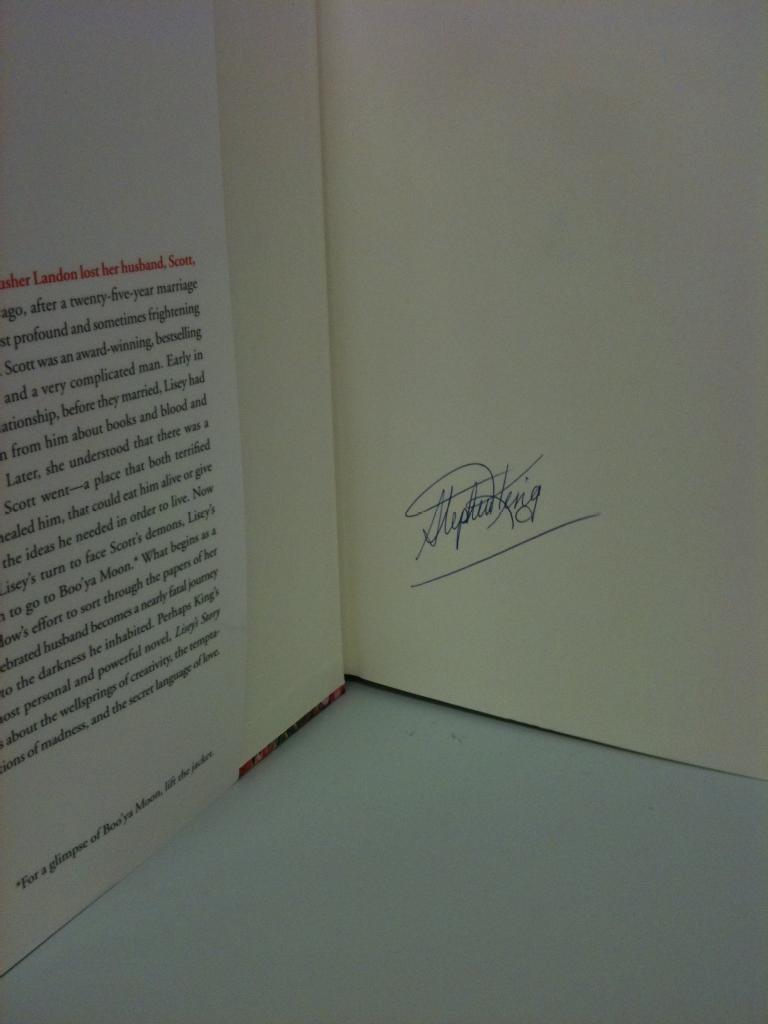 usher Landon lost her husband, Scott,
ago, after a twenty-five-year marriage
st profound and sometimes frightening
. Scott was an award-winning, bestselling
and a very complicated man. Early in
ationship, before they married, Lisey had
n from him about books and blood and
Later, she understood that there was a
Scott went—a place that both terrified
healed him, that could eat him alive or give
the ideas he needed in order to live. Now
Lisey's turn to face Scott's demons, Lisey's
n to go to Boo'ya Moon.* What begins as a
low's effort to sort through the papers of her
ebrated husband becomes a nearly fatal journey
to the darkness he inhabited. Perhaps King's
most personal and powerful novel, Lisey's Story
s about the wellsprings of creativity, the tempta-
tions of madness, and the secret language of love.
*For a glimpse of Boo'ya Moon, lift the jacket.
Stephen King